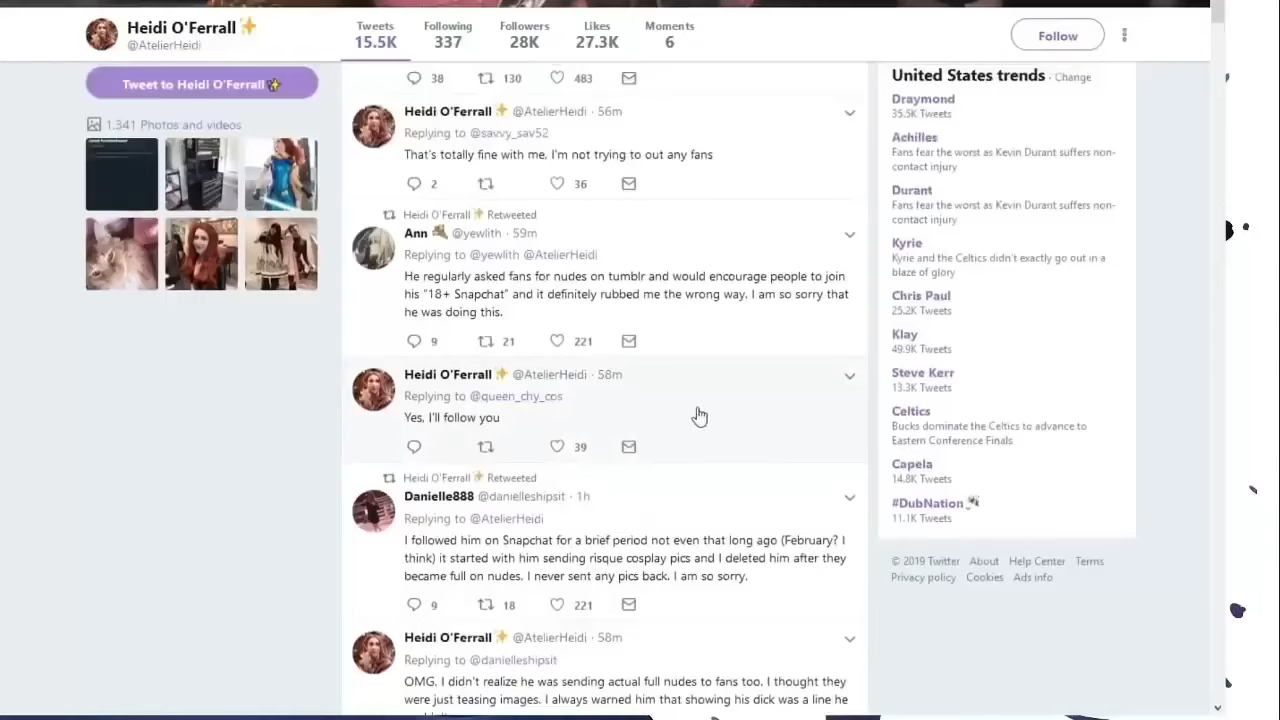 Heidi O'Ferrall ✨
@AtelierHeidi
Tweets
15.5K
Following
337
Followers
28K
Likes
27.3K
Moments
6
Follow
Tweet to Heidi O'Ferrall ✨
1,341 Photos and videos
38 130 483
Heidi O'Ferrall ✨ @AtelierHeidi · 56m
Replying to @savvy_sav52
That's totally fine with me, I'm not trying to out any fans
2 36
Heidi O'Ferrall ✨ Retweeted
Ann @yewlith · 59m
Replying to @yewlith @AtelierHeidi
He regularly asked fans for nudes on tumblr and would encourage people to join
his "18+ Snapchat" and it definitely rubbed me the wrong way. I am so sorry that
he was doing this.
9 21 221
Heidi O'Ferrall ✨ @AtelierHeidi · 58m
Replying to @queen_chy_cos
Yes, I'll follow you
39
Heidi O'Ferrall ✨ Retweeted
Danielle888 @danielleshipsit · 1h
Replying to @AtelierHeidi
I followed him on Snapchat for a brief period not even that long ago (February? I
think) it started with him sending risque cosplay pics and I deleted him after they
became full on nudes. I never sent any pics back. I am so sorry.
9 18 221
Heidi O'Ferrall ✨ @AtelierHeidi · 58m
Replying to @danielleshipsit
OMG. I didn't realize he was sending actual full nudes to fans too. I thought they
were just teasing images. I always warned him that showing his dick was a line he
United States trends · Change
Draymond
35.5K Tweets
Achilles
Fans fear the worst as Kevin Durant suffers non-
contact injury
Durant
Fans fear the worst as Kevin Durant suffers non-
contact injury
Kyrie
Kyrie and the Celtics didn't exactly go out in a
blaze of glory
Chris Paul
25.2K Tweets
Klay
49.9K Tweets
Steve Kerr
13.3K Tweets
Celtics
Bucks dominate the Celtics to advance to
Eastern Conference Finals
Capela
14.8K Tweets
#DubNation
11.1K Tweets
© 2019 Twitter About Help Center Terms
Privacy policy Cookies Ads info